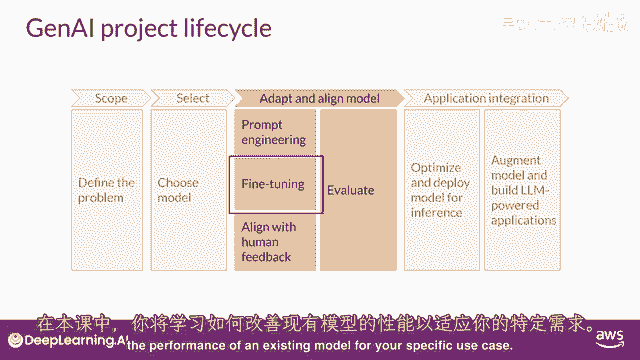 GenAI project lifecycle
Scope
Select
Adapt and align model
Application integration
Define the
problem
Choose
model
Prompt
engineering
Fine-tuning
Align with
human
feedback
Evaluate
Optimize
and deploy
model for
inference
Augment
model and
build LLM-
powered
applications
在本课中，你将学习如何改善现有模型的性能以适应你的特定需求。
DeepLearning.AI
the performance of an existing model for your specific use case.
aws